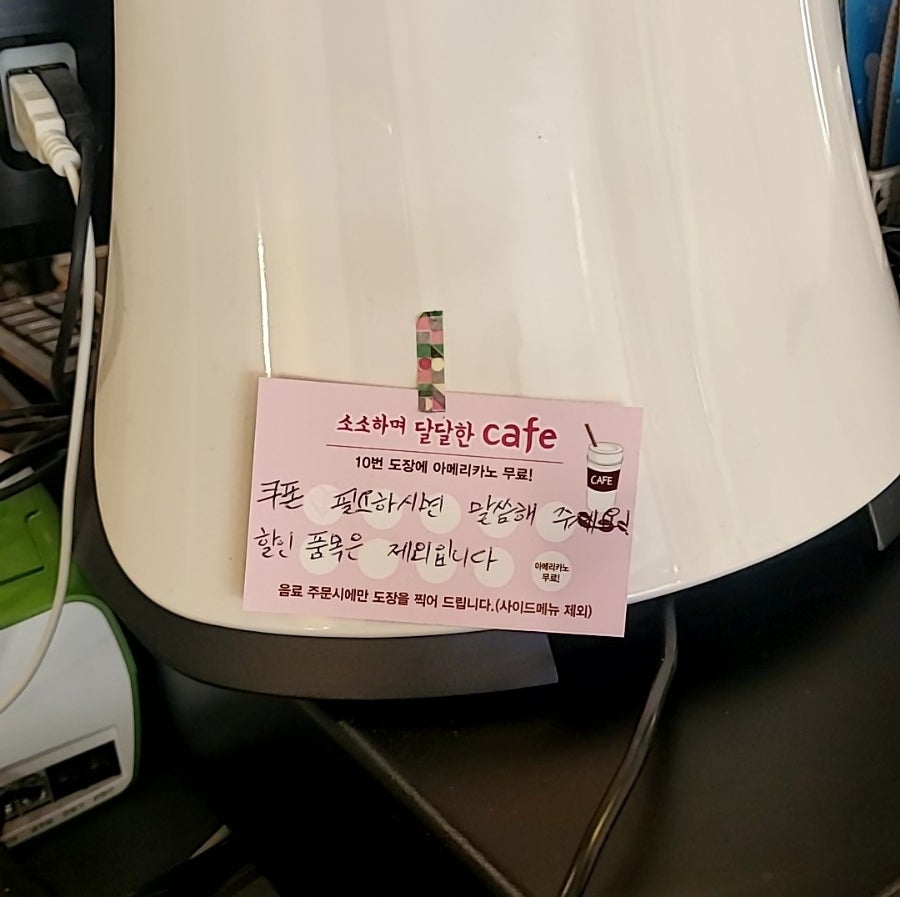 소소하며 달달한 cafe
10번 도장에 아메리카노 무료!
CAFE
쿠폰 필요하시면 말씀해 주세요!
할인 품목은 제외입니다
아메리카노
무료!
음료 주문시에만 도장을 찍어 드립니다.(사이드메뉴 제외)